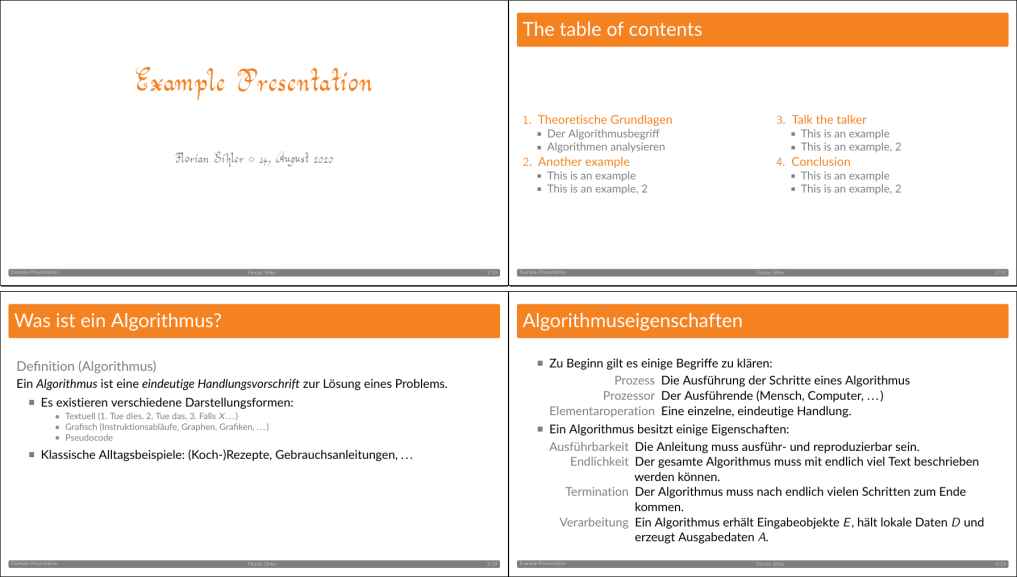 Example Presentation
Florian Sihler ○ 14, August 2020
Example Presentation Florian Sihler 1/19
The table of contents
1. Theoretische Grundlagen
▪ Der Algorithmusbegriff
▪ Algorithmen analysieren
2. Another example
▪ This is an example
▪ This is an example, 2
3. Talk the talker
▪ This is an example
▪ This is an example, 2
4. Conclusion
▪ This is an example
▪ This is an example, 2
Example Presentation Florian Sihler 2/19
Was ist ein Algorithmus?
Definition (Algorithmus)
Ein Algorithmus ist eine eindeutige Handlungsvorschrift zur Lösung eines Problems.
▪ Es existieren verschiedene Darstellungsformen:
• Textuell (1. Tue dies, 2. Tue das, 3. Falls X…)
• Grafisch (Instruktionsabläufe, Graphen, Grafiken, …)
• Pseudocode
▪ Klassische Alltagsbeispiele: (Koch-)Rezepte, Gebrauchsanleitungen, …
Example Presentation Florian Sihler 3/19
Algorithmuseigenschaften
▪ Zu Beginn gilt es einige Begriffe zu klären:
Prozess Die Ausführung der Schritte eines Algorithmus
Prozessor Der Ausführende (Mensch, Computer, …)
Elementaroperation Eine einzelne, eindeutige Handlung.
▪ Ein Algorithmus besitzt einige Eigenschaften:
Ausführbarkeit Die Anleitung muss ausführ- und reproduzierbar sein.
Endlichkeit Der gesamte Algorithmus muss mit endlich viel Text beschrieben
werden können.
Termination Der Algorithmus muss nach endlich vielen Schritten zum Ende
kommen.
Verarbeitung Ein Algorithmus erhält Eingabeobjekte E, hält lokale Daten D und
erzeugt Ausgabedaten A.
Example Presentation Florian Sihler 4/19